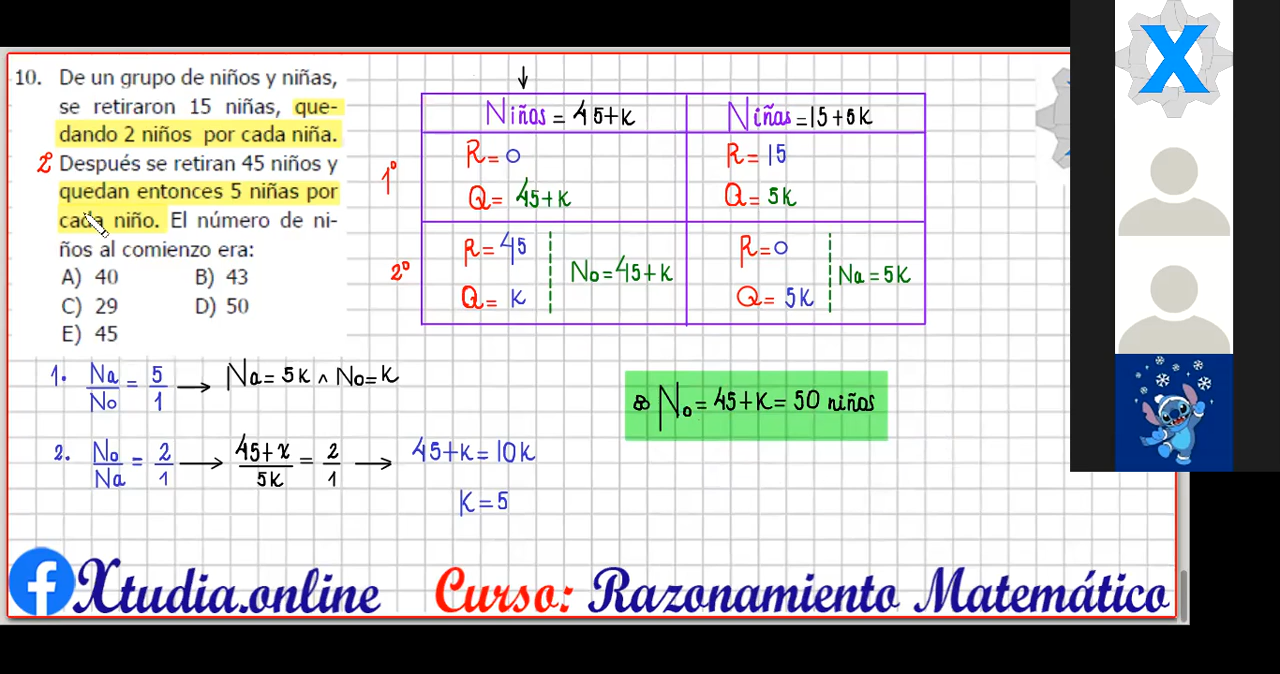 10. De un grupo de niños y niñas,
se retiraron 15 niñas, que-
dando 2 niños por cada niña.
2° Después se retiran 45 niños y
quedan entonces 5 niñas por
cada niño. El número de ni-
ños al comienzo era:
A) 40 B) 43
C) 29 D) 50
E) 45
Niños = 45+k Niñas = 15+5k
1° R = 0 R = 15
Q = 45+k Q = 5k
2° R = 45 No = 45+k R = 0 Na = 5k
Q = k Q = 5k
1. Na/No = 5/1 → Na = 5k ∧ No = k
2. No/Na = 2/1 → 45+x/5k = 2/1 → 45+k = 10k
k = 5
No = 45+k = 50 niños
f Xtudia.online Curso: Razonamiento Matemático
X